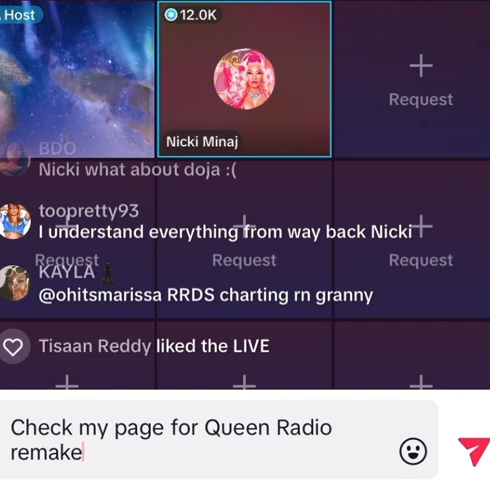 Host
12.0K
Request
Nicki Minaj
BDO
Nicki what about doja :(
toopretty93
I understand everything from way back Nicki
Request
Request
Request
KAYLA
@ohitsmarissa RRDS charting rn granny
Tisaan Reddy liked the LIVE
Check my page for Queen Radio
remake